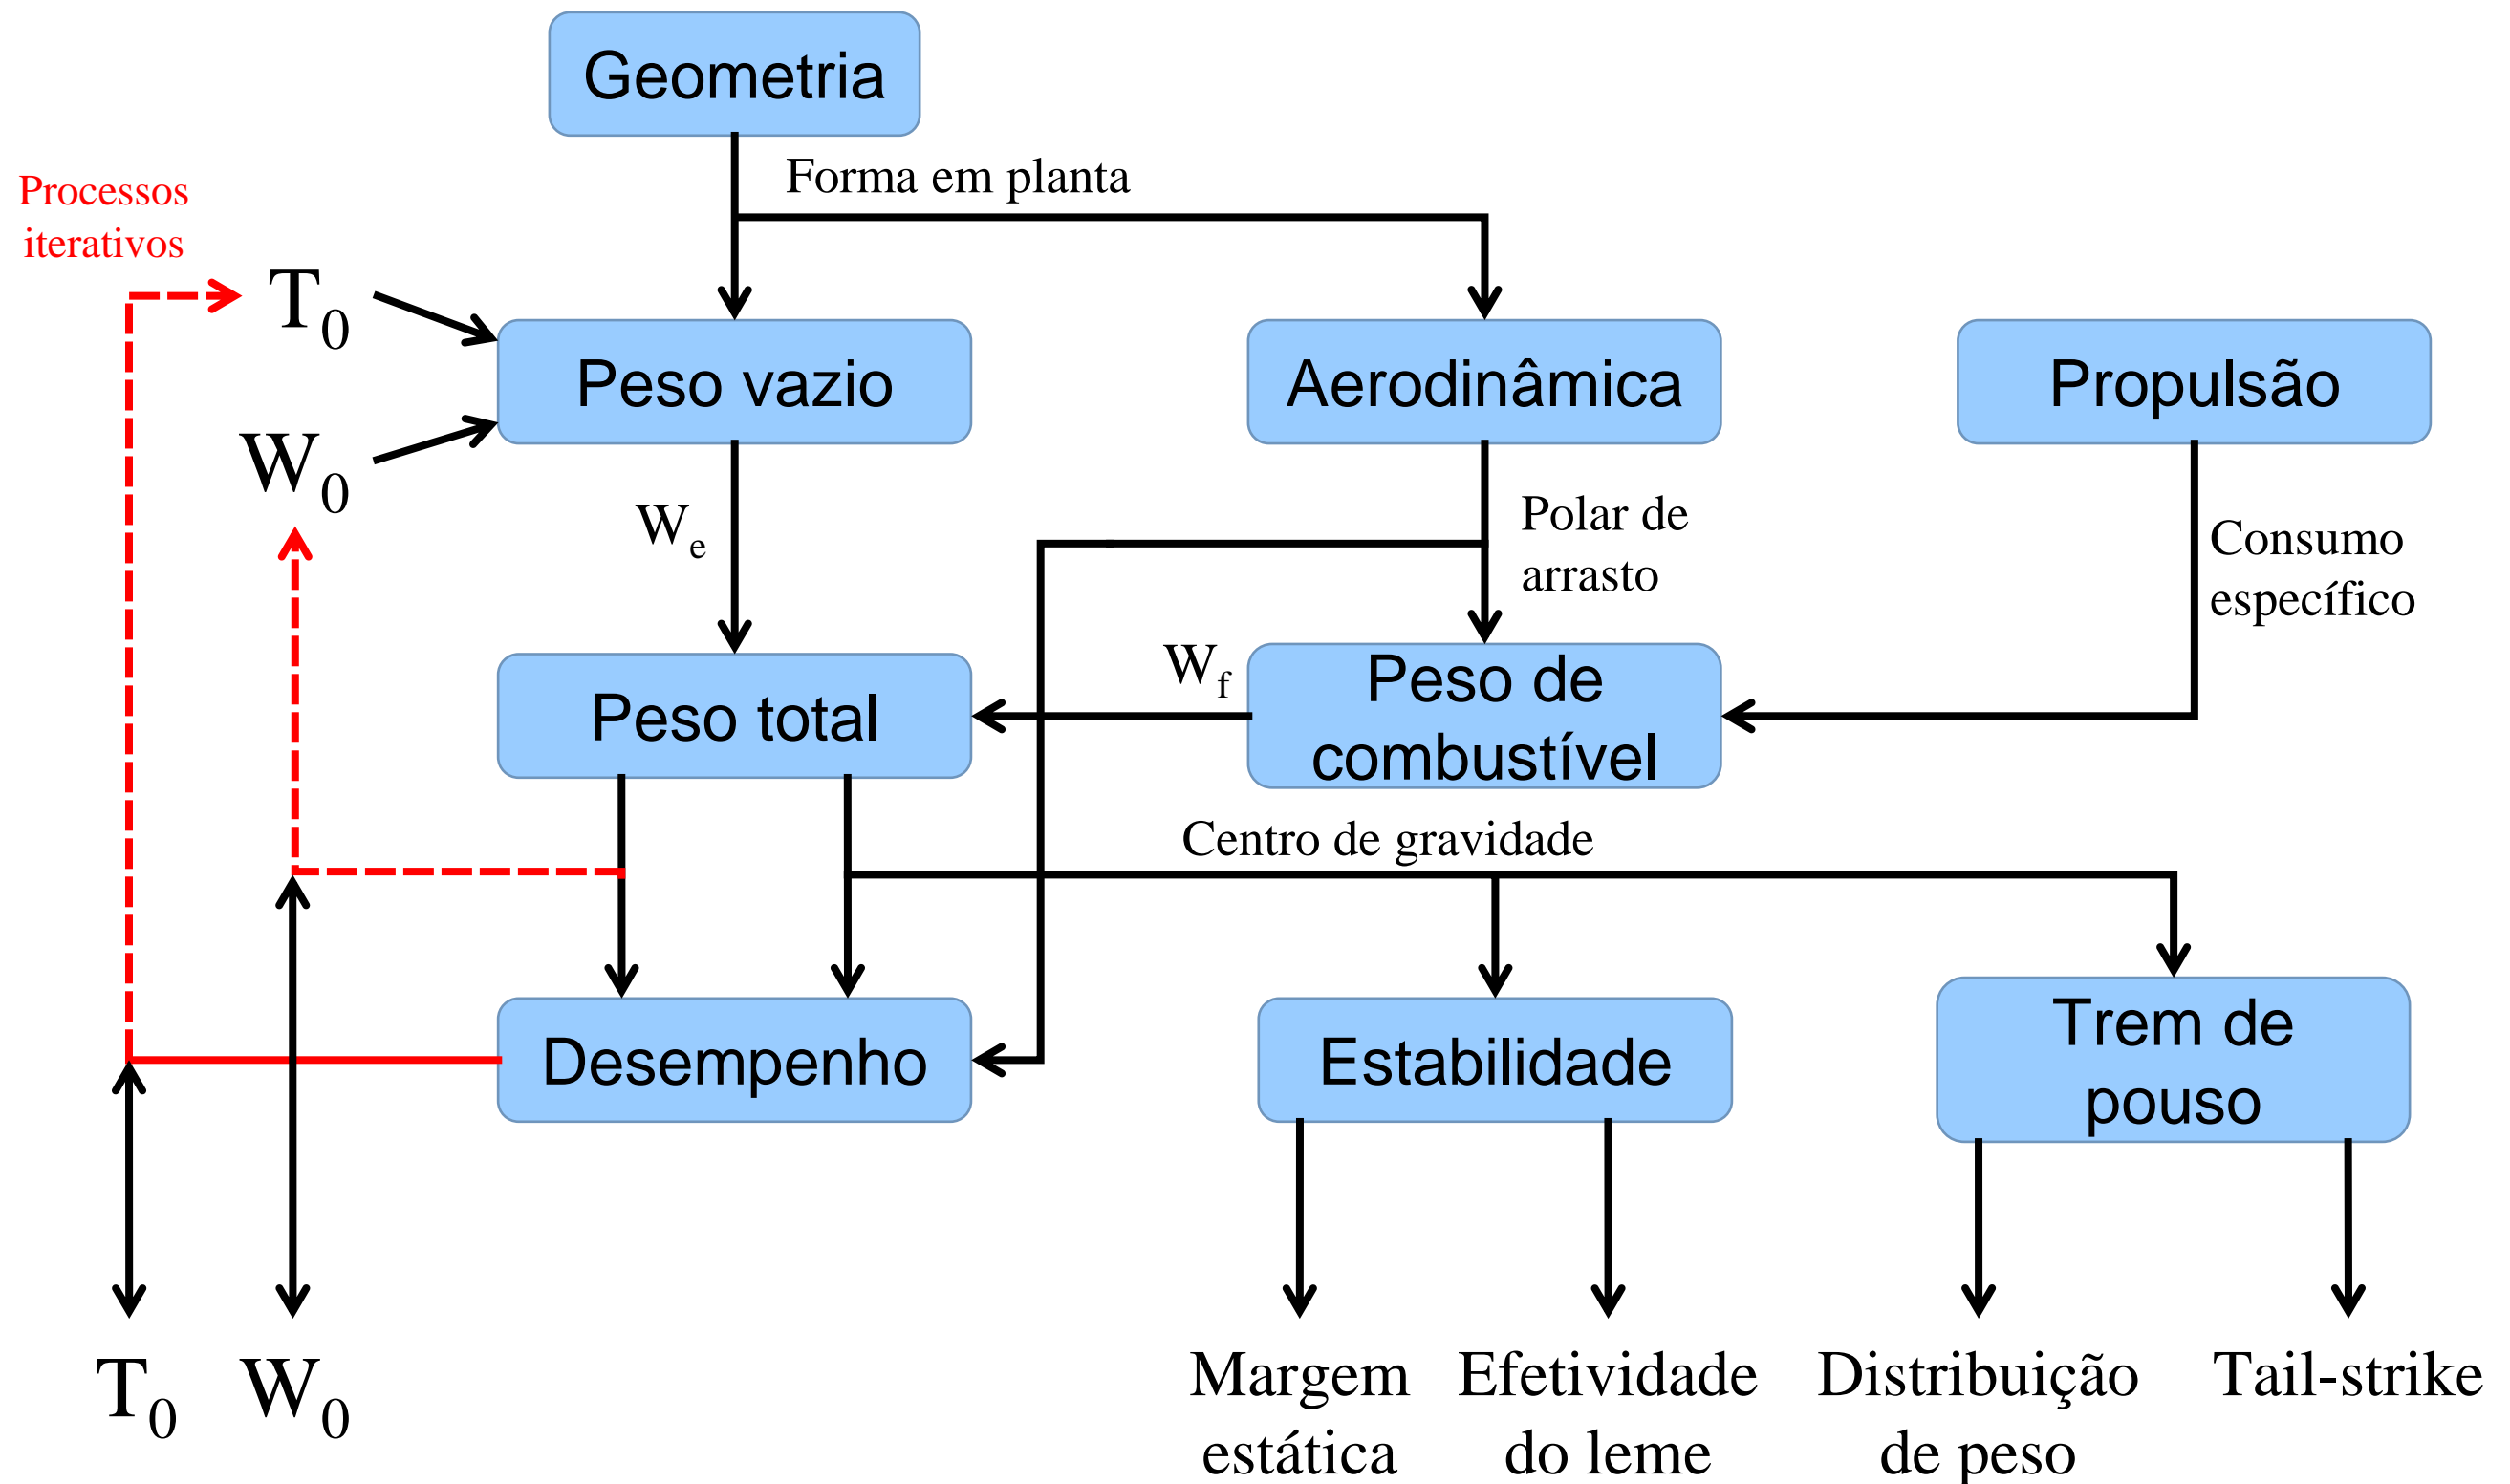 Geometria
Forma em planta
Processos
iterativos
T0
Peso vazio
Aerodinâmica
Propulsão
W0
We
Polar de
arrasto
Consumo
específico
Wf
Peso total
Peso de
combustível
Centro de gravidade
Desempenho
Estabilidade
Trem de
pouso
T0
W0
Margem
estática
Efetividade
do leme
Distribuição
de peso
Tail-strike